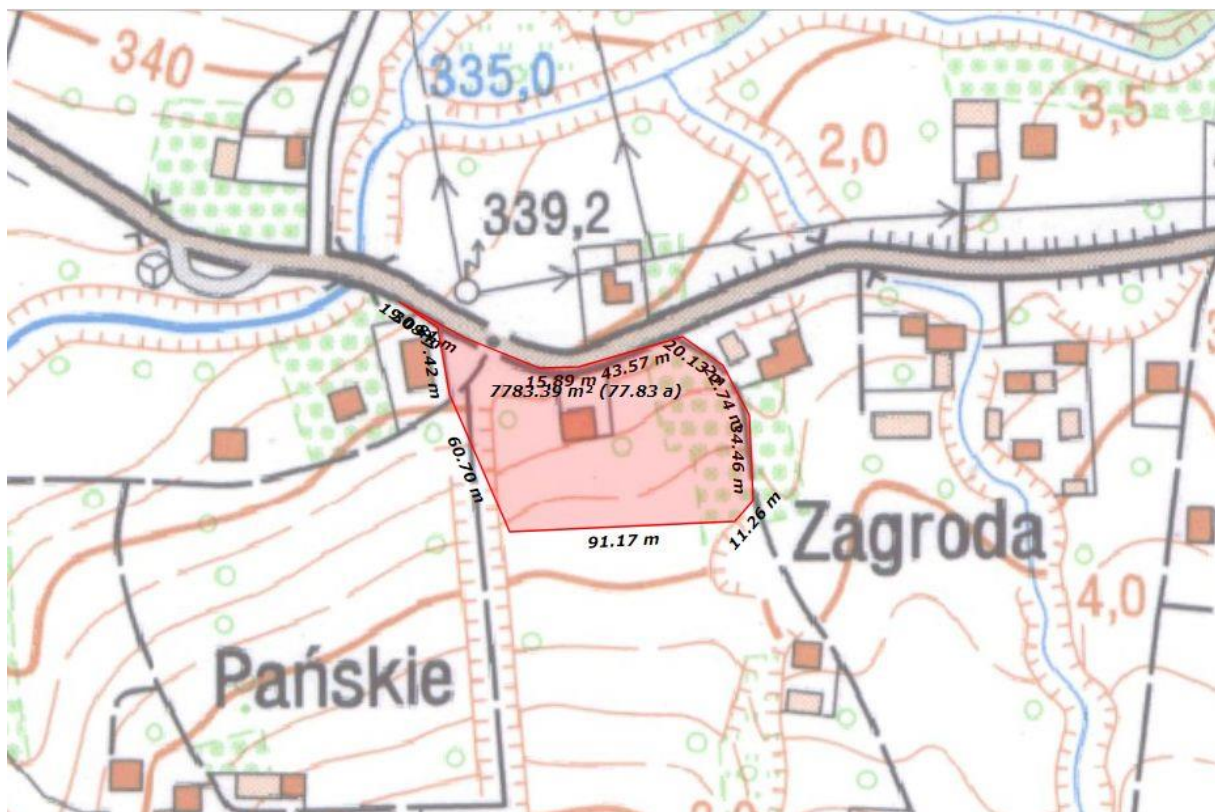 340
335,0
3,5
2,0
339,2
15.89 m
43.57 m
20.13 m
7783.39 m² (77.83 a)
34.46 m
60.70 m
11.26 m
91.17 m
Zagroda
4,0
Pańskie